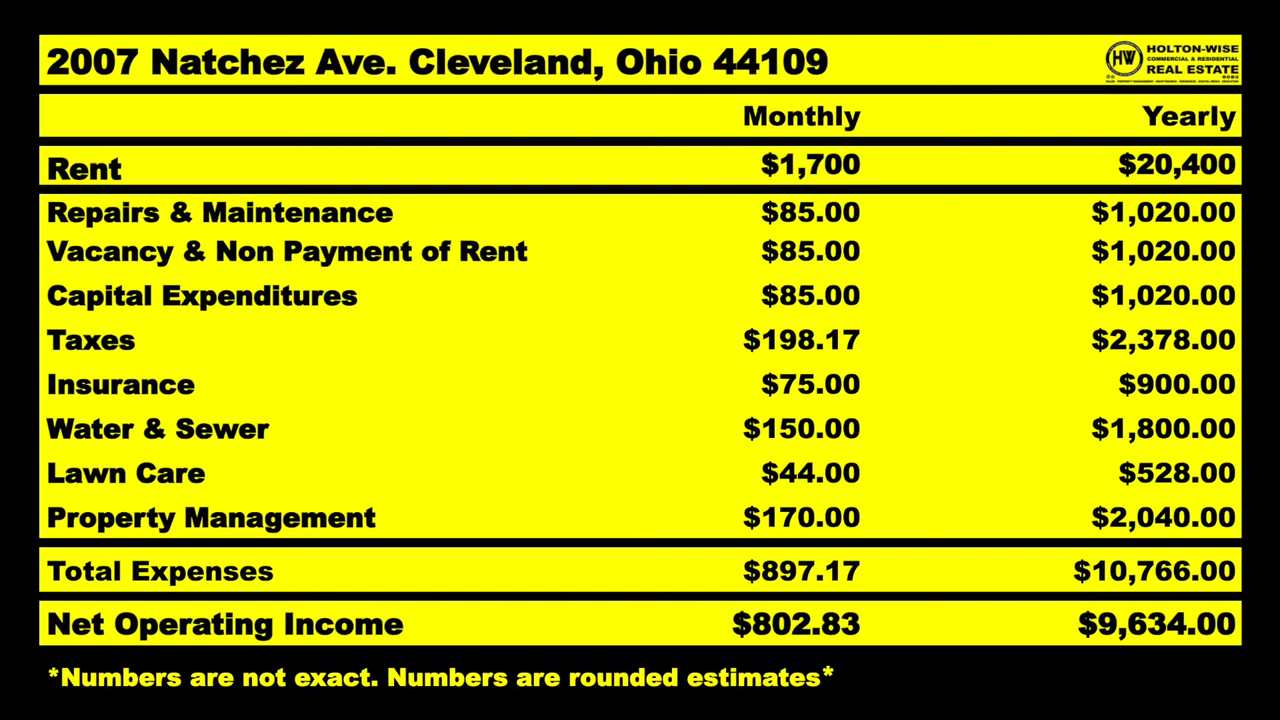 2007 Natchez Ave. Cleveland, Ohio 44109
HW
HOLTON-WISE
COMMERCIAL & RESIDENTIAL
REAL ESTATE
Monthly Yearly
Rent $1,700 $20,400
Repairs & Maintenance $85.00 $1,020.00
Vacancy & Non Payment of Rent $85.00 $1,020.00
Capital Expenditures $85.00 $1,020.00
Taxes $198.17 $2,378.00
Insurance $75.00 $900.00
Water & Sewer $150.00 $1,800.00
Lawn Care $44.00 $528.00
Property Management $170.00 $2,040.00
Total Expenses $897.17 $10,766.00
Net Operating Income $802.83 $9,634.00
*Numbers are not exact. Numbers are rounded estimates*